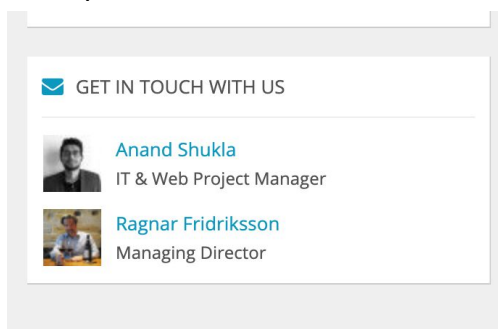 GET IN TOUCH WITH US
Anand Shukla
IT & Web Project Manager
Ragnar Fridriksson
Managing Director